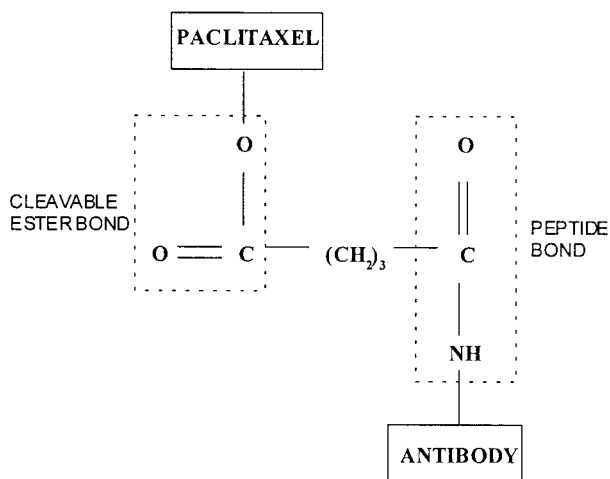 PACLITAXEL
O
O
CLEAVABLE
ESTER BOND
O
C
(CH₂)₃
C
PEPTIDE
BOND
NH
ANTIBODY